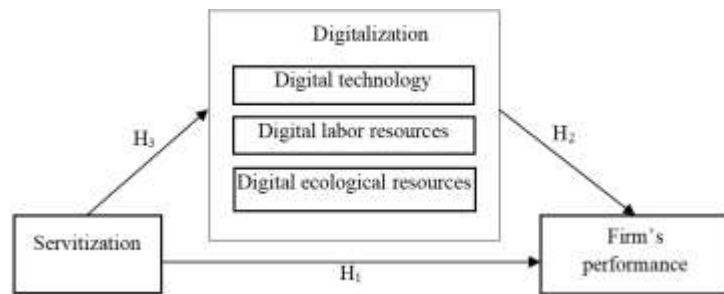 Digitalization
Digital technology
Digital labor resources
Digital ecological resources
H₃
H₂
Servitization
Firm's
performance
H₁